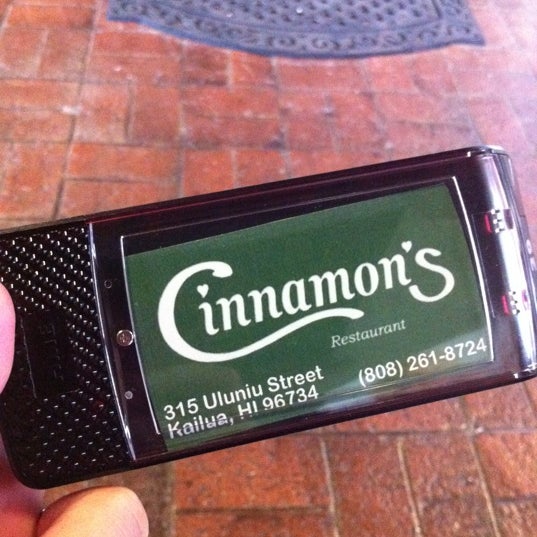 Cinnamon's
Restaurant
315 Uluniu Street
(808) 261-8724
Kailua, HI 96734